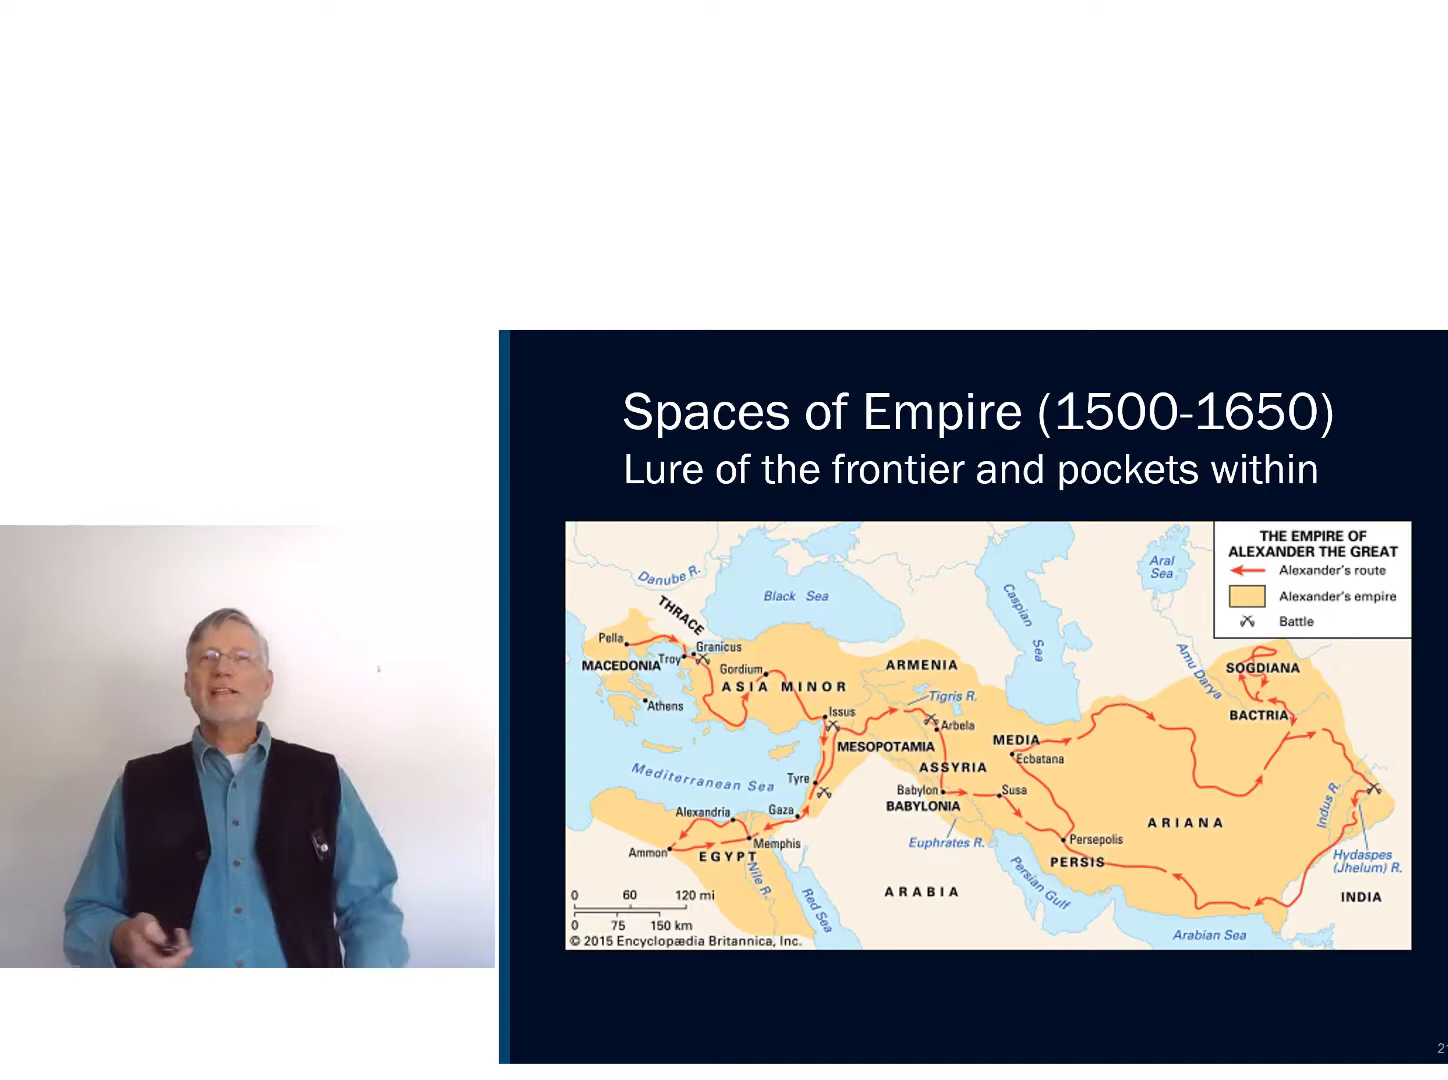 Spaces of Empire (1500-1650)
Lure of the frontier and pockets within
THE EMPIRE OF
ALEXANDER THE GREAT
Alexander's route
Alexander's empire
Battle
Aral
Sea
Danube R.
Black Sea
Caspian
Sea
THRACE
Pella
Granicus
MACEDONIA
Troy
Gordium
ARMENIA
Amu Darya
SOGDIANA
ASIA MINOR
Tigris R.
Athens
Issus
Arbela
BACTRIA
MESOPOTAMIA
MEDIA
Ecbatana
ASSYRIA
Mediterranean Sea
Tyre
Babylon
Susa
BABYLONIA
Indus R.
Alexandria
Gaza
ARIANA
Memphis
Euphrates R.
Persepolis
Ammon
EGYPT
PERSIS
Hydaspes
(Jhelum) R.
Nile R.
Red Sea
ARABIA
Persian Gulf
INDIA
0 60 120 mi
0 75 150 km
Arabian Sea
© 2015 Encyclopædia Britannica, Inc.